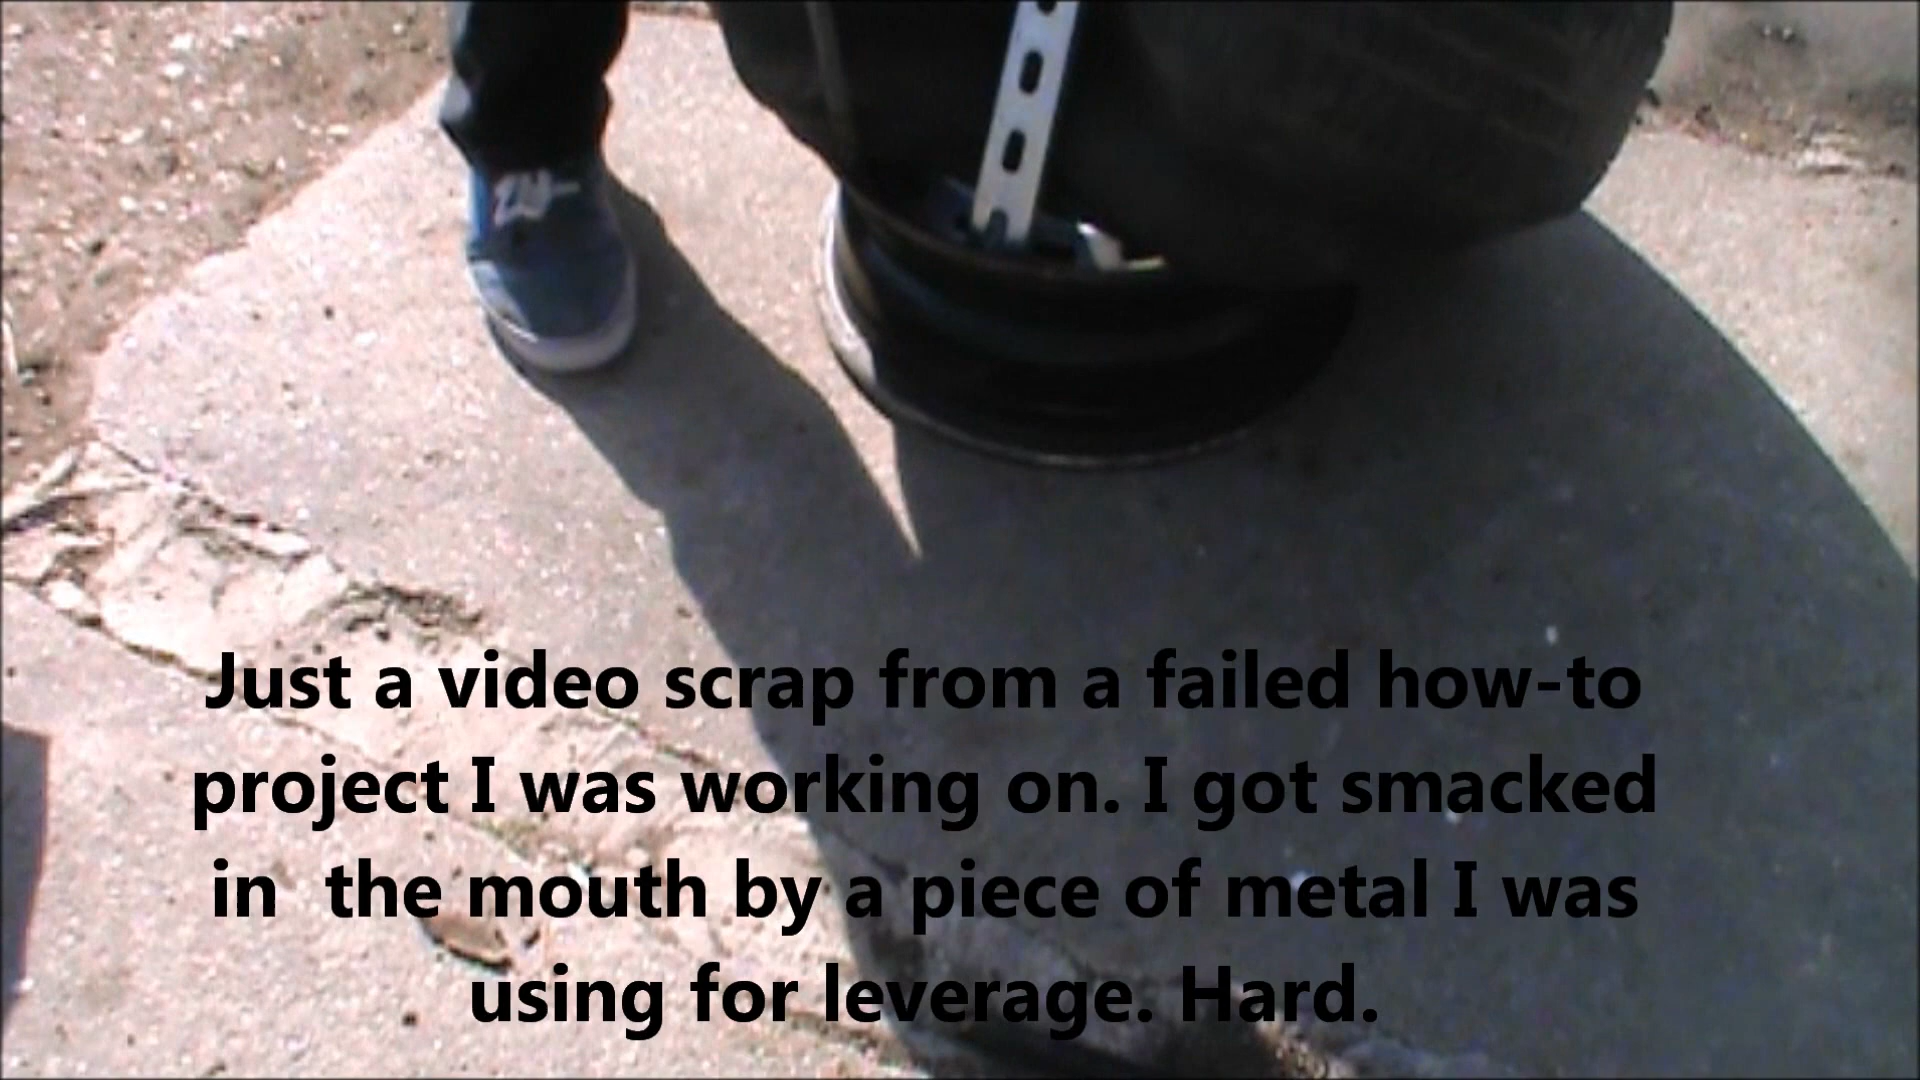 Just a video scrap from a failed how-to
project I was working on. I got smacked
in  the mouth by a piece of metal I was
using for leverage. Hard.